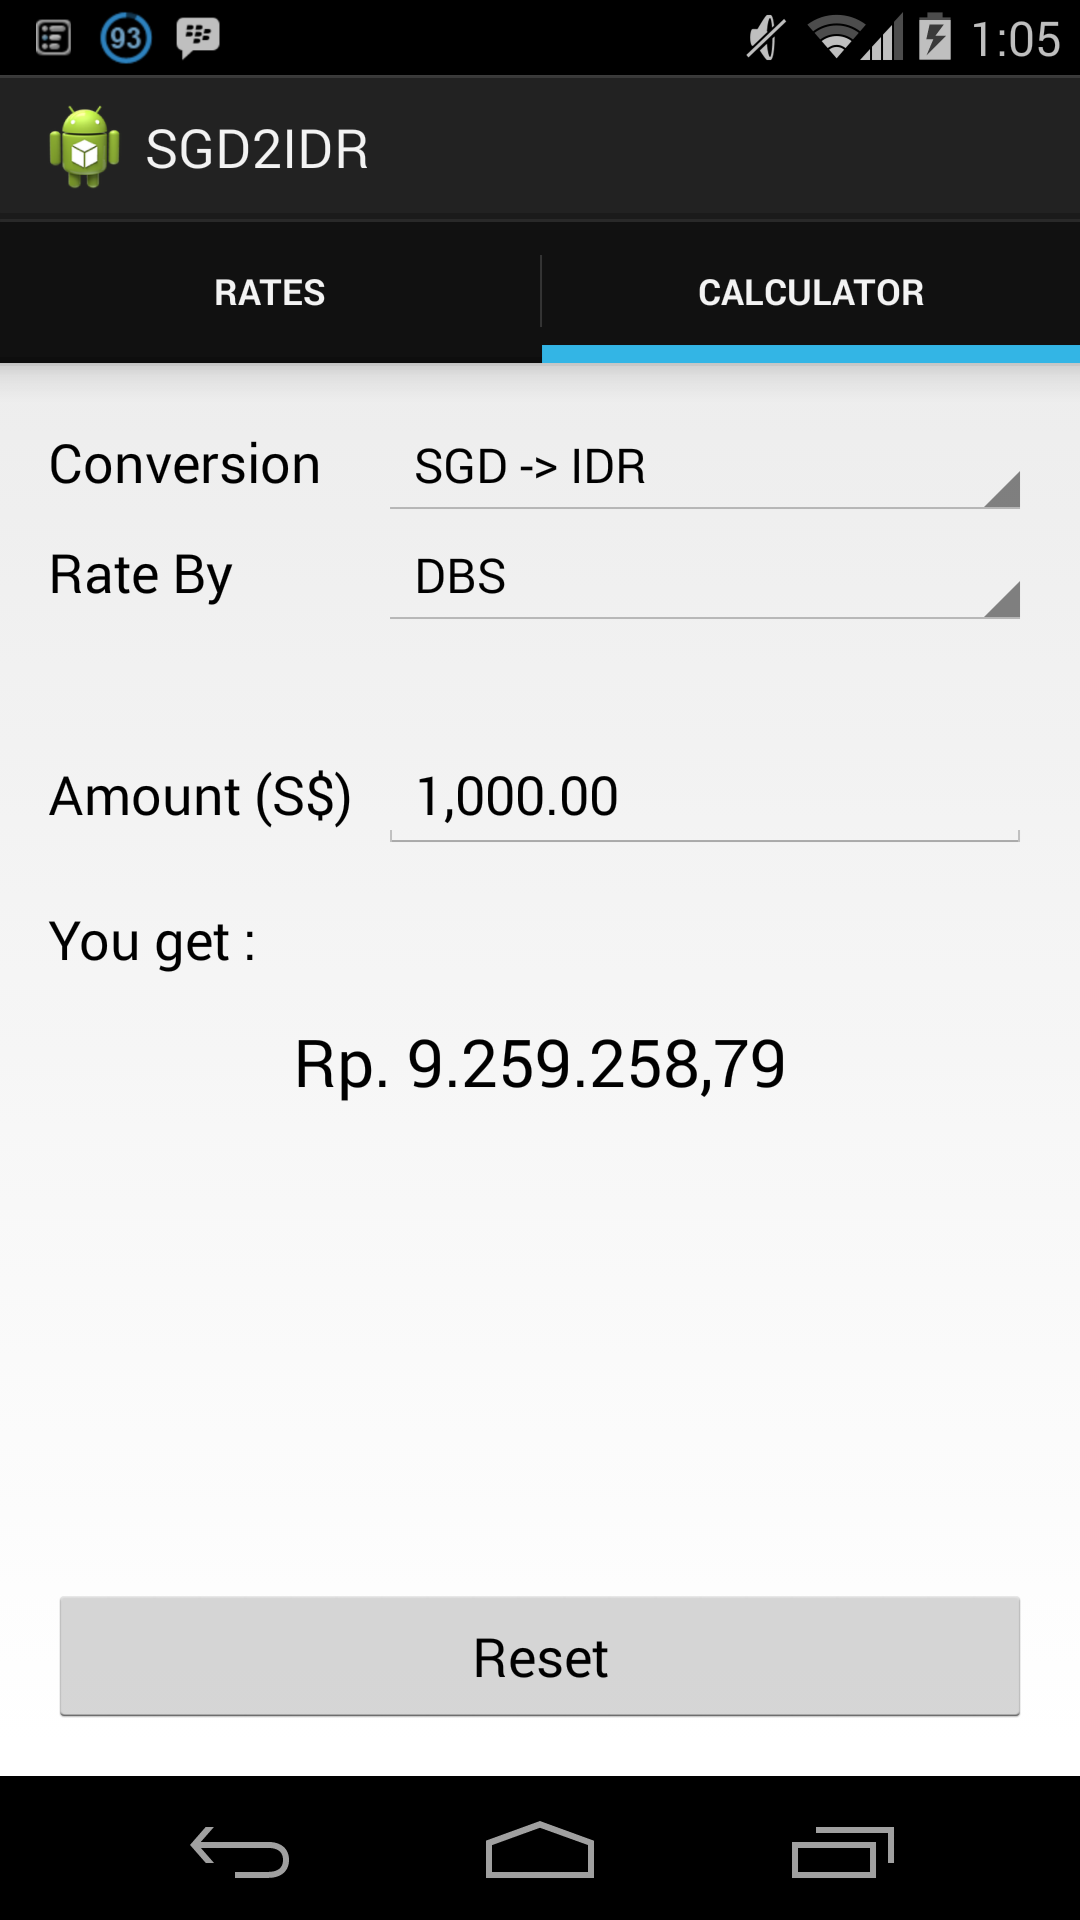 93 1:05
SGD2IDR
RATES CALCULATOR
Conversion SGD -> IDR
Rate By DBS
Amount (S$) 1,000.00
You get :
Rp. 9.259.258,79
Reset